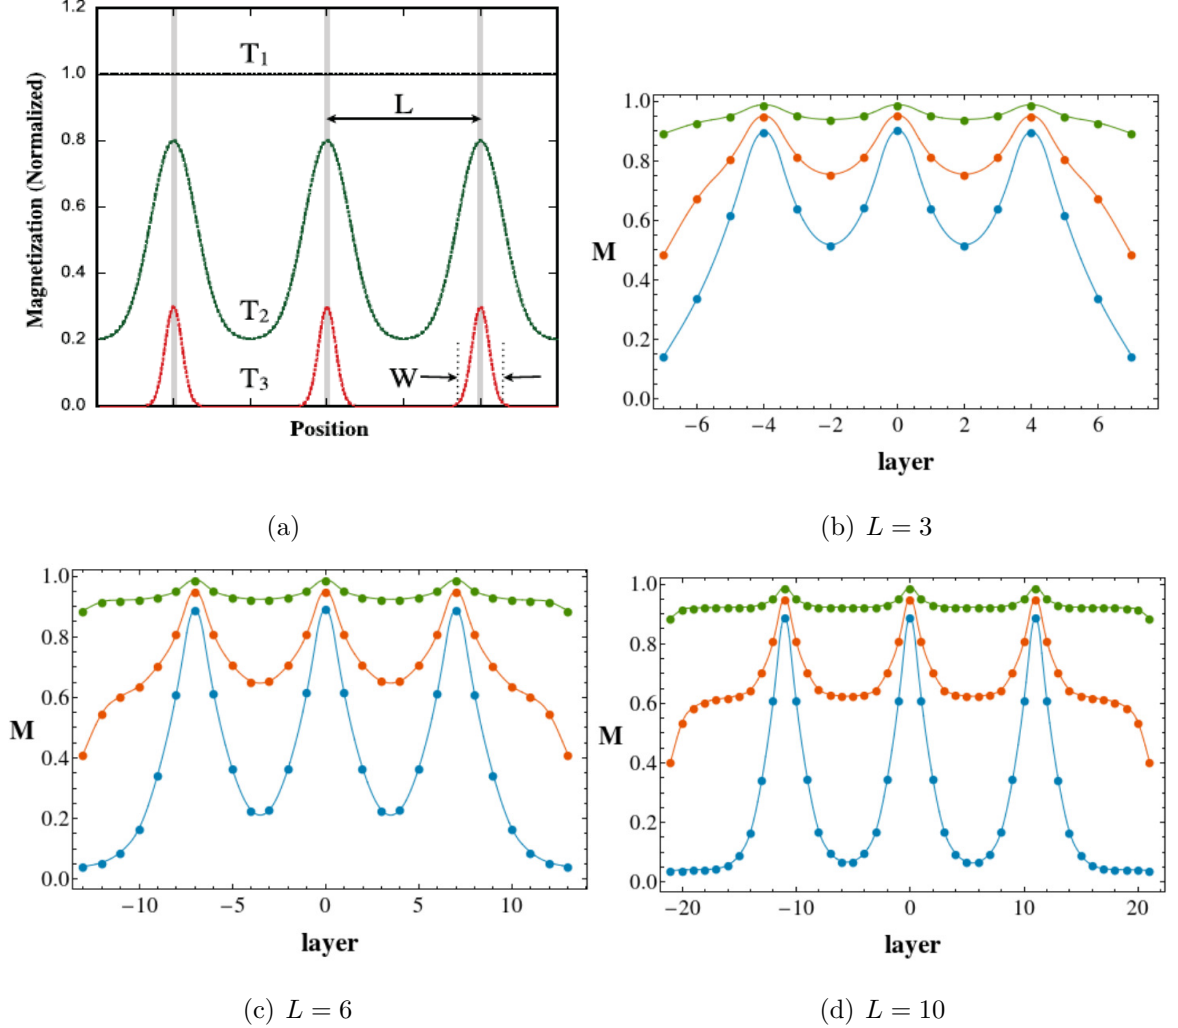 1.2
1.0
0.8
0.6
0.4
0.2
0.0
Magnetization (Normalized)
T1
L
T2
T3
W
Position
(a)
1.0
0.8
0.6
0.4
0.2
0.0
M
−6 −4 −2 0 2 4 6
layer
(b) L = 3
1.0
0.8
0.6
0.4
0.2
0.0
M
−10 −5 0 5 10
layer
(c) L = 6
1.0
0.8
0.6
0.4
0.2
0.0
M
−20 −10 0 10 20
layer
(d) L = 10